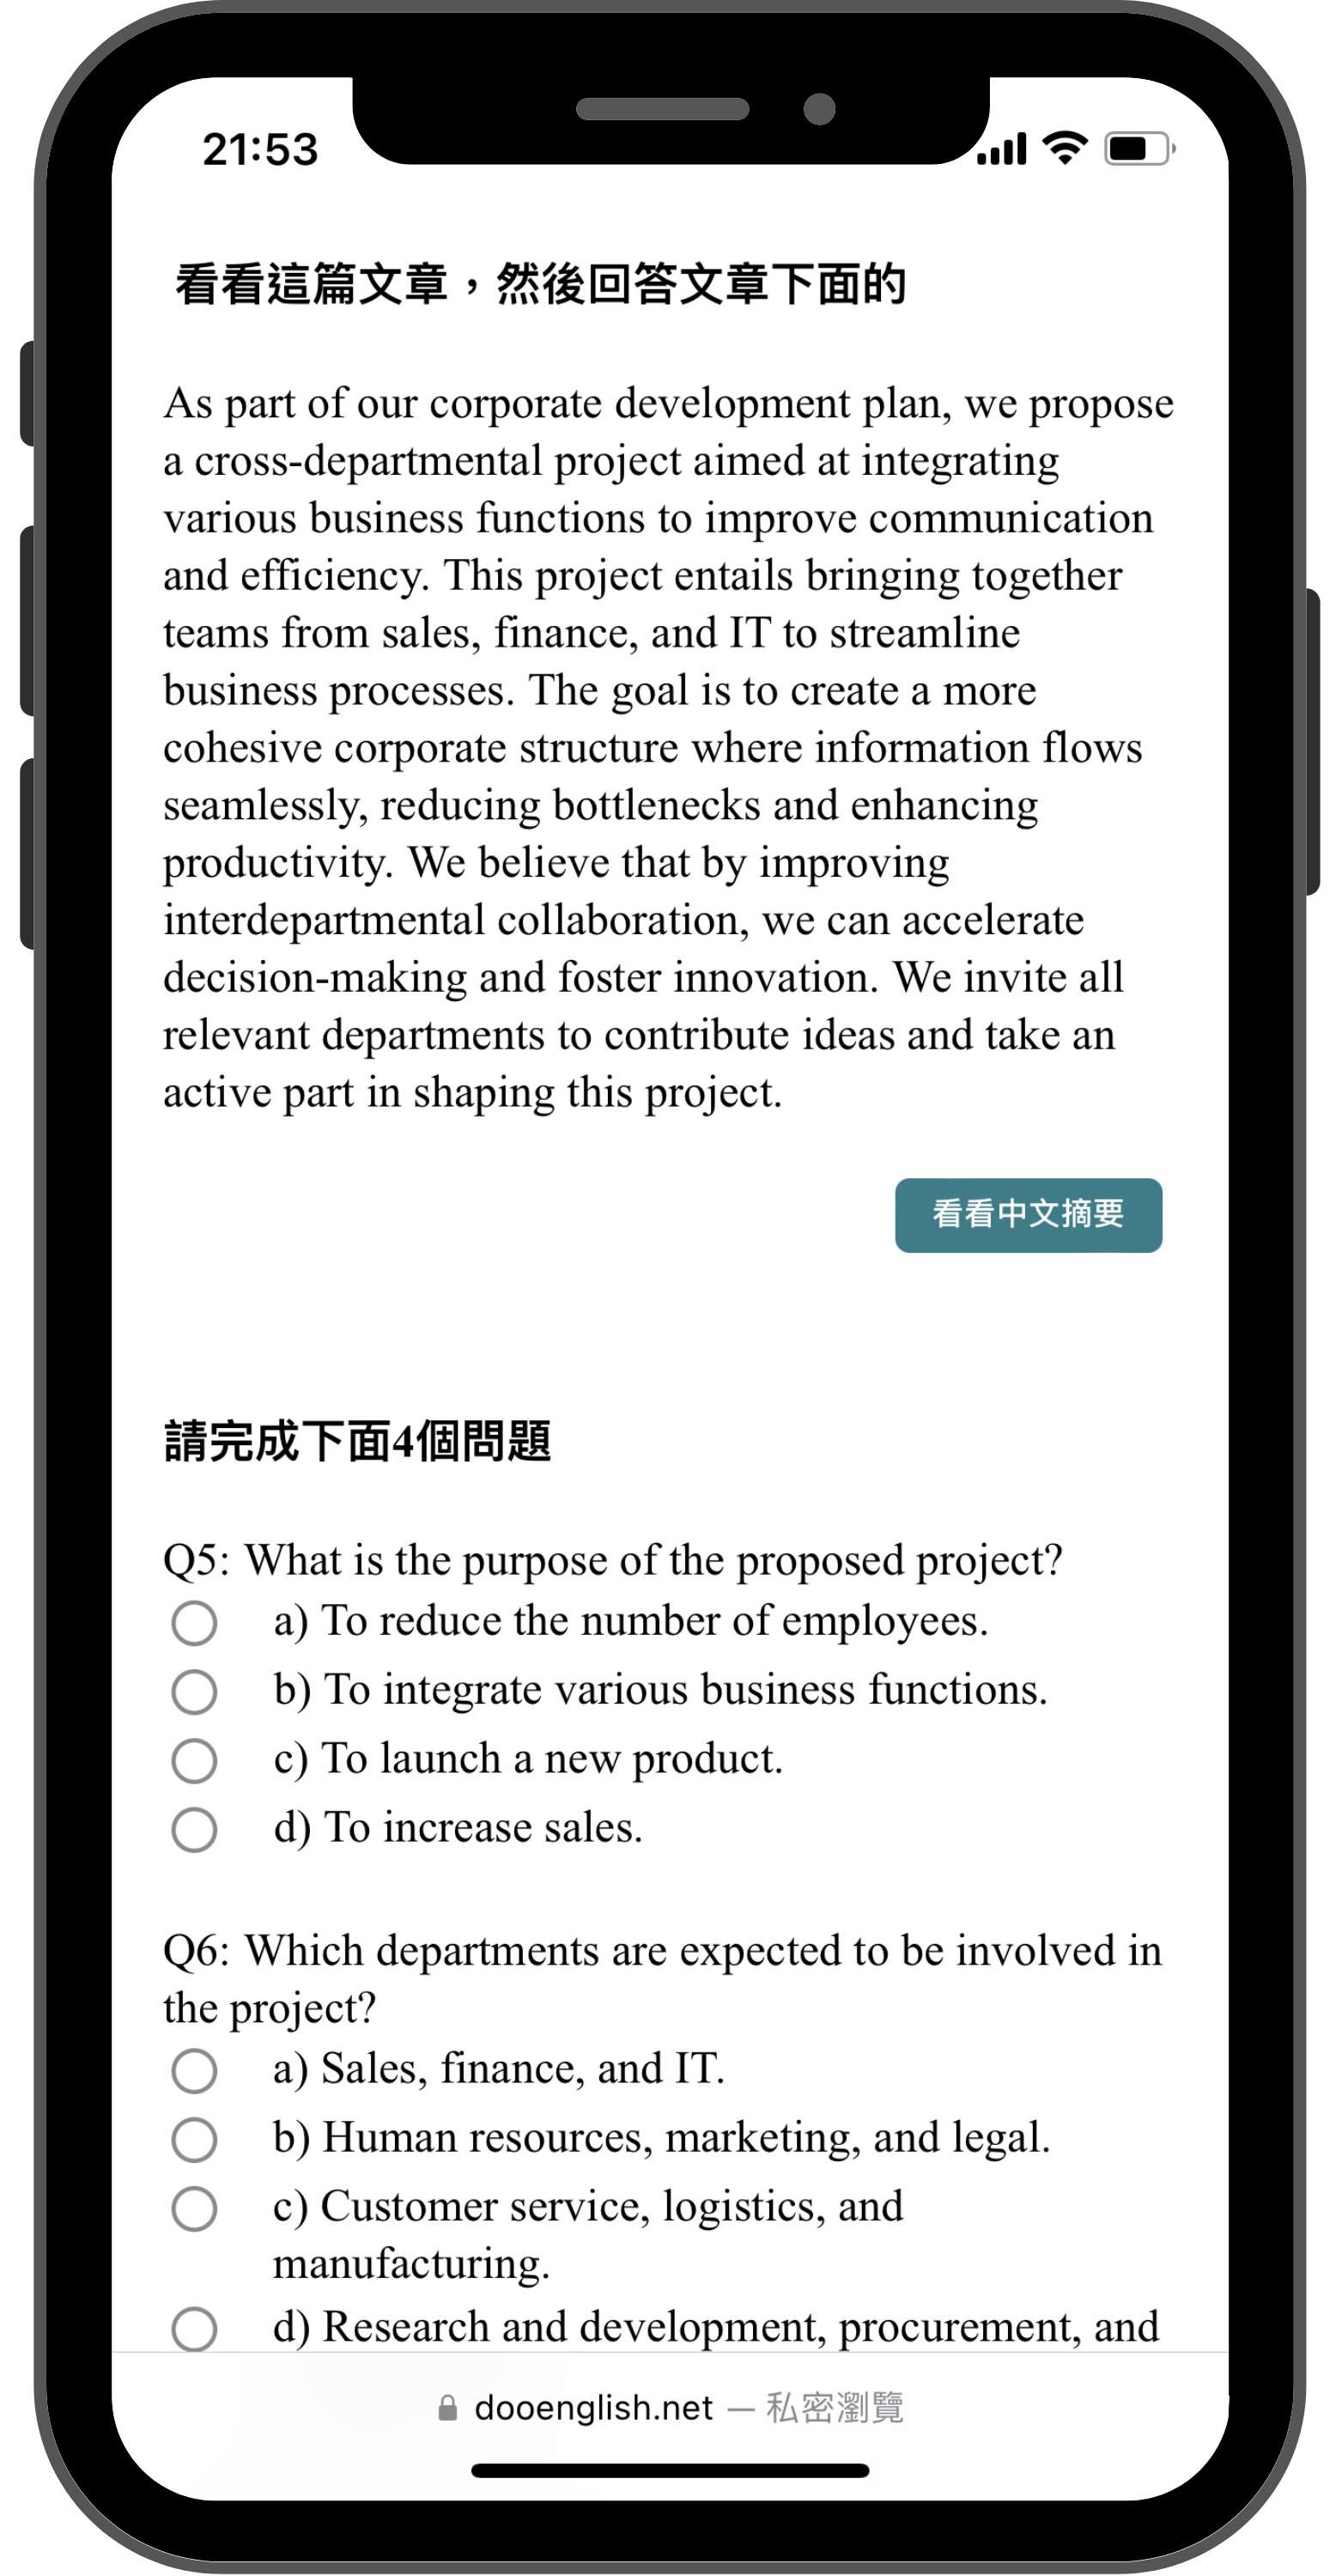 21:53
看看這篇文章，然後回答文章下面的
As part of our corporate development plan, we propose
a cross-departmental project aimed at integrating
various business functions to improve communication
and efficiency. This project entails bringing together
teams from sales, finance, and IT to streamline
business processes. The goal is to create a more
cohesive corporate structure where information flows
seamlessly, reducing bottlenecks and enhancing
productivity. We believe that by improving
interdepartmental collaboration, we can accelerate
decision-making and foster innovation. We invite all
relevant departments to contribute ideas and take an
active part in shaping this project.
看看中文摘要
請完成下面4個問題
Q5: What is the purpose of the proposed project?
a) To reduce the number of employees.
b) To integrate various business functions.
c) To launch a new product.
d) To increase sales.
Q6: Which departments are expected to be involved in
the project?
a) Sales, finance, and IT.
b) Human resources, marketing, and legal.
c) Customer service, logistics, and
manufacturing.
d) Research and development, procurement, and
dooenglish.net — 私密瀏覽